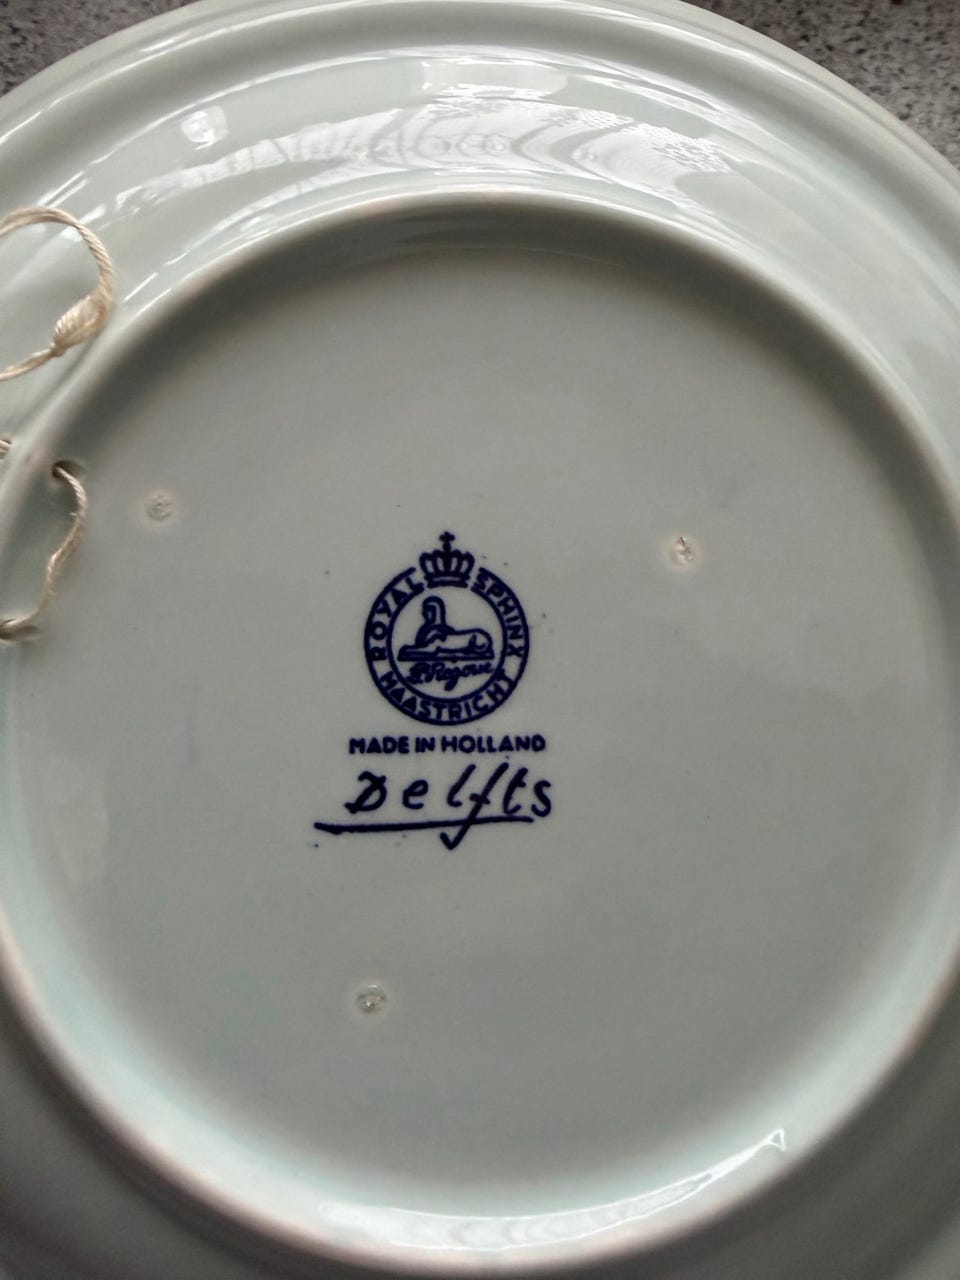 ROYAL SPHINX
P. Regout
MAASTRICHT
MADE IN HOLLAND
Delfts